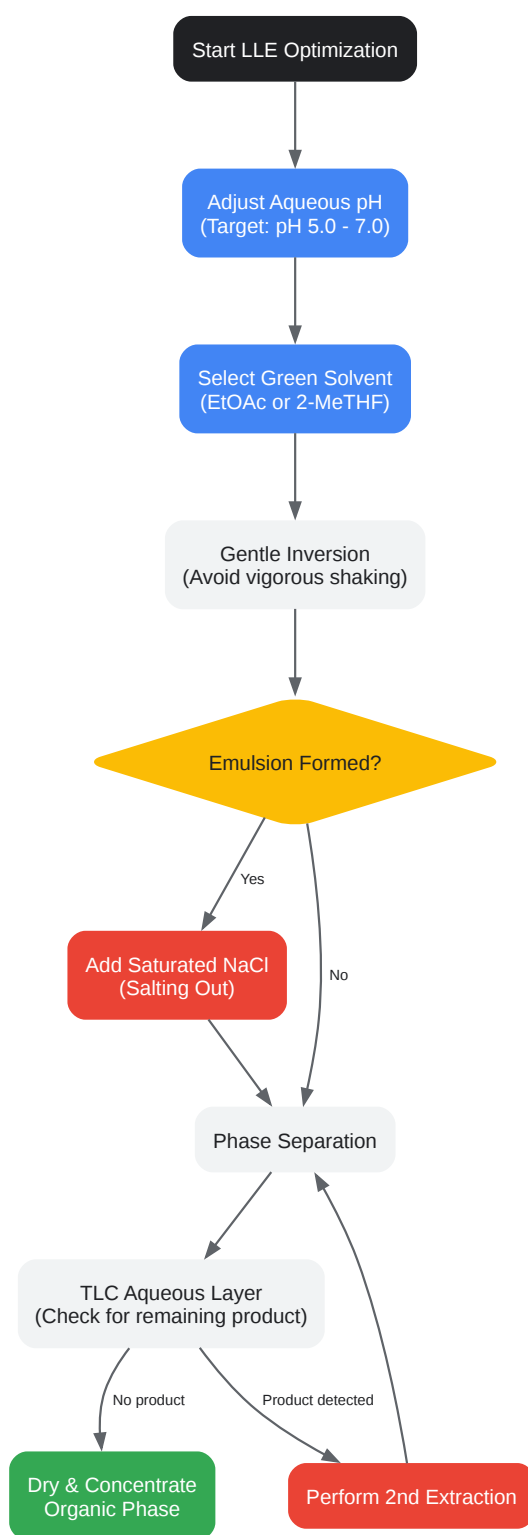 Start LLE Optimization
Adjust Aqueous pH
(Target: pH 5.0 - 7.0)
Select Green Solvent
(EtOAc or 2-MeTHF)
Gentle Inversion
(Avoid vigorous shaking)
Emulsion Formed?
Yes
Add Saturated NaCl
(Salting Out)
No
Phase Separation
TLC Aqueous Layer
(Check for remaining product)
No product
Product detected
Dry & Concentrate
Organic Phase
Perform 2nd Extraction